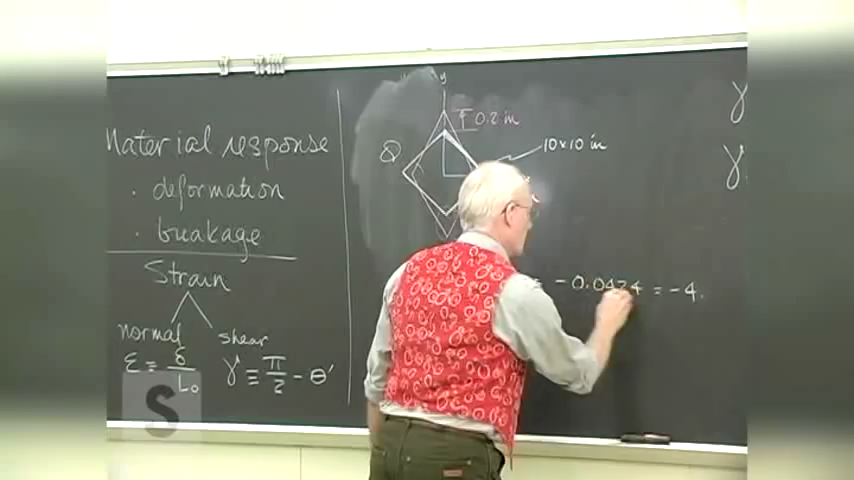 Material response
· deformation
· breakage
Strain
normal
shear
ε ≡ δ / L₀
γ ≡ π/2 - θ'
y
0.2 in
Q
10x10 in
= -0.0424 = -4.
γ
γ
S